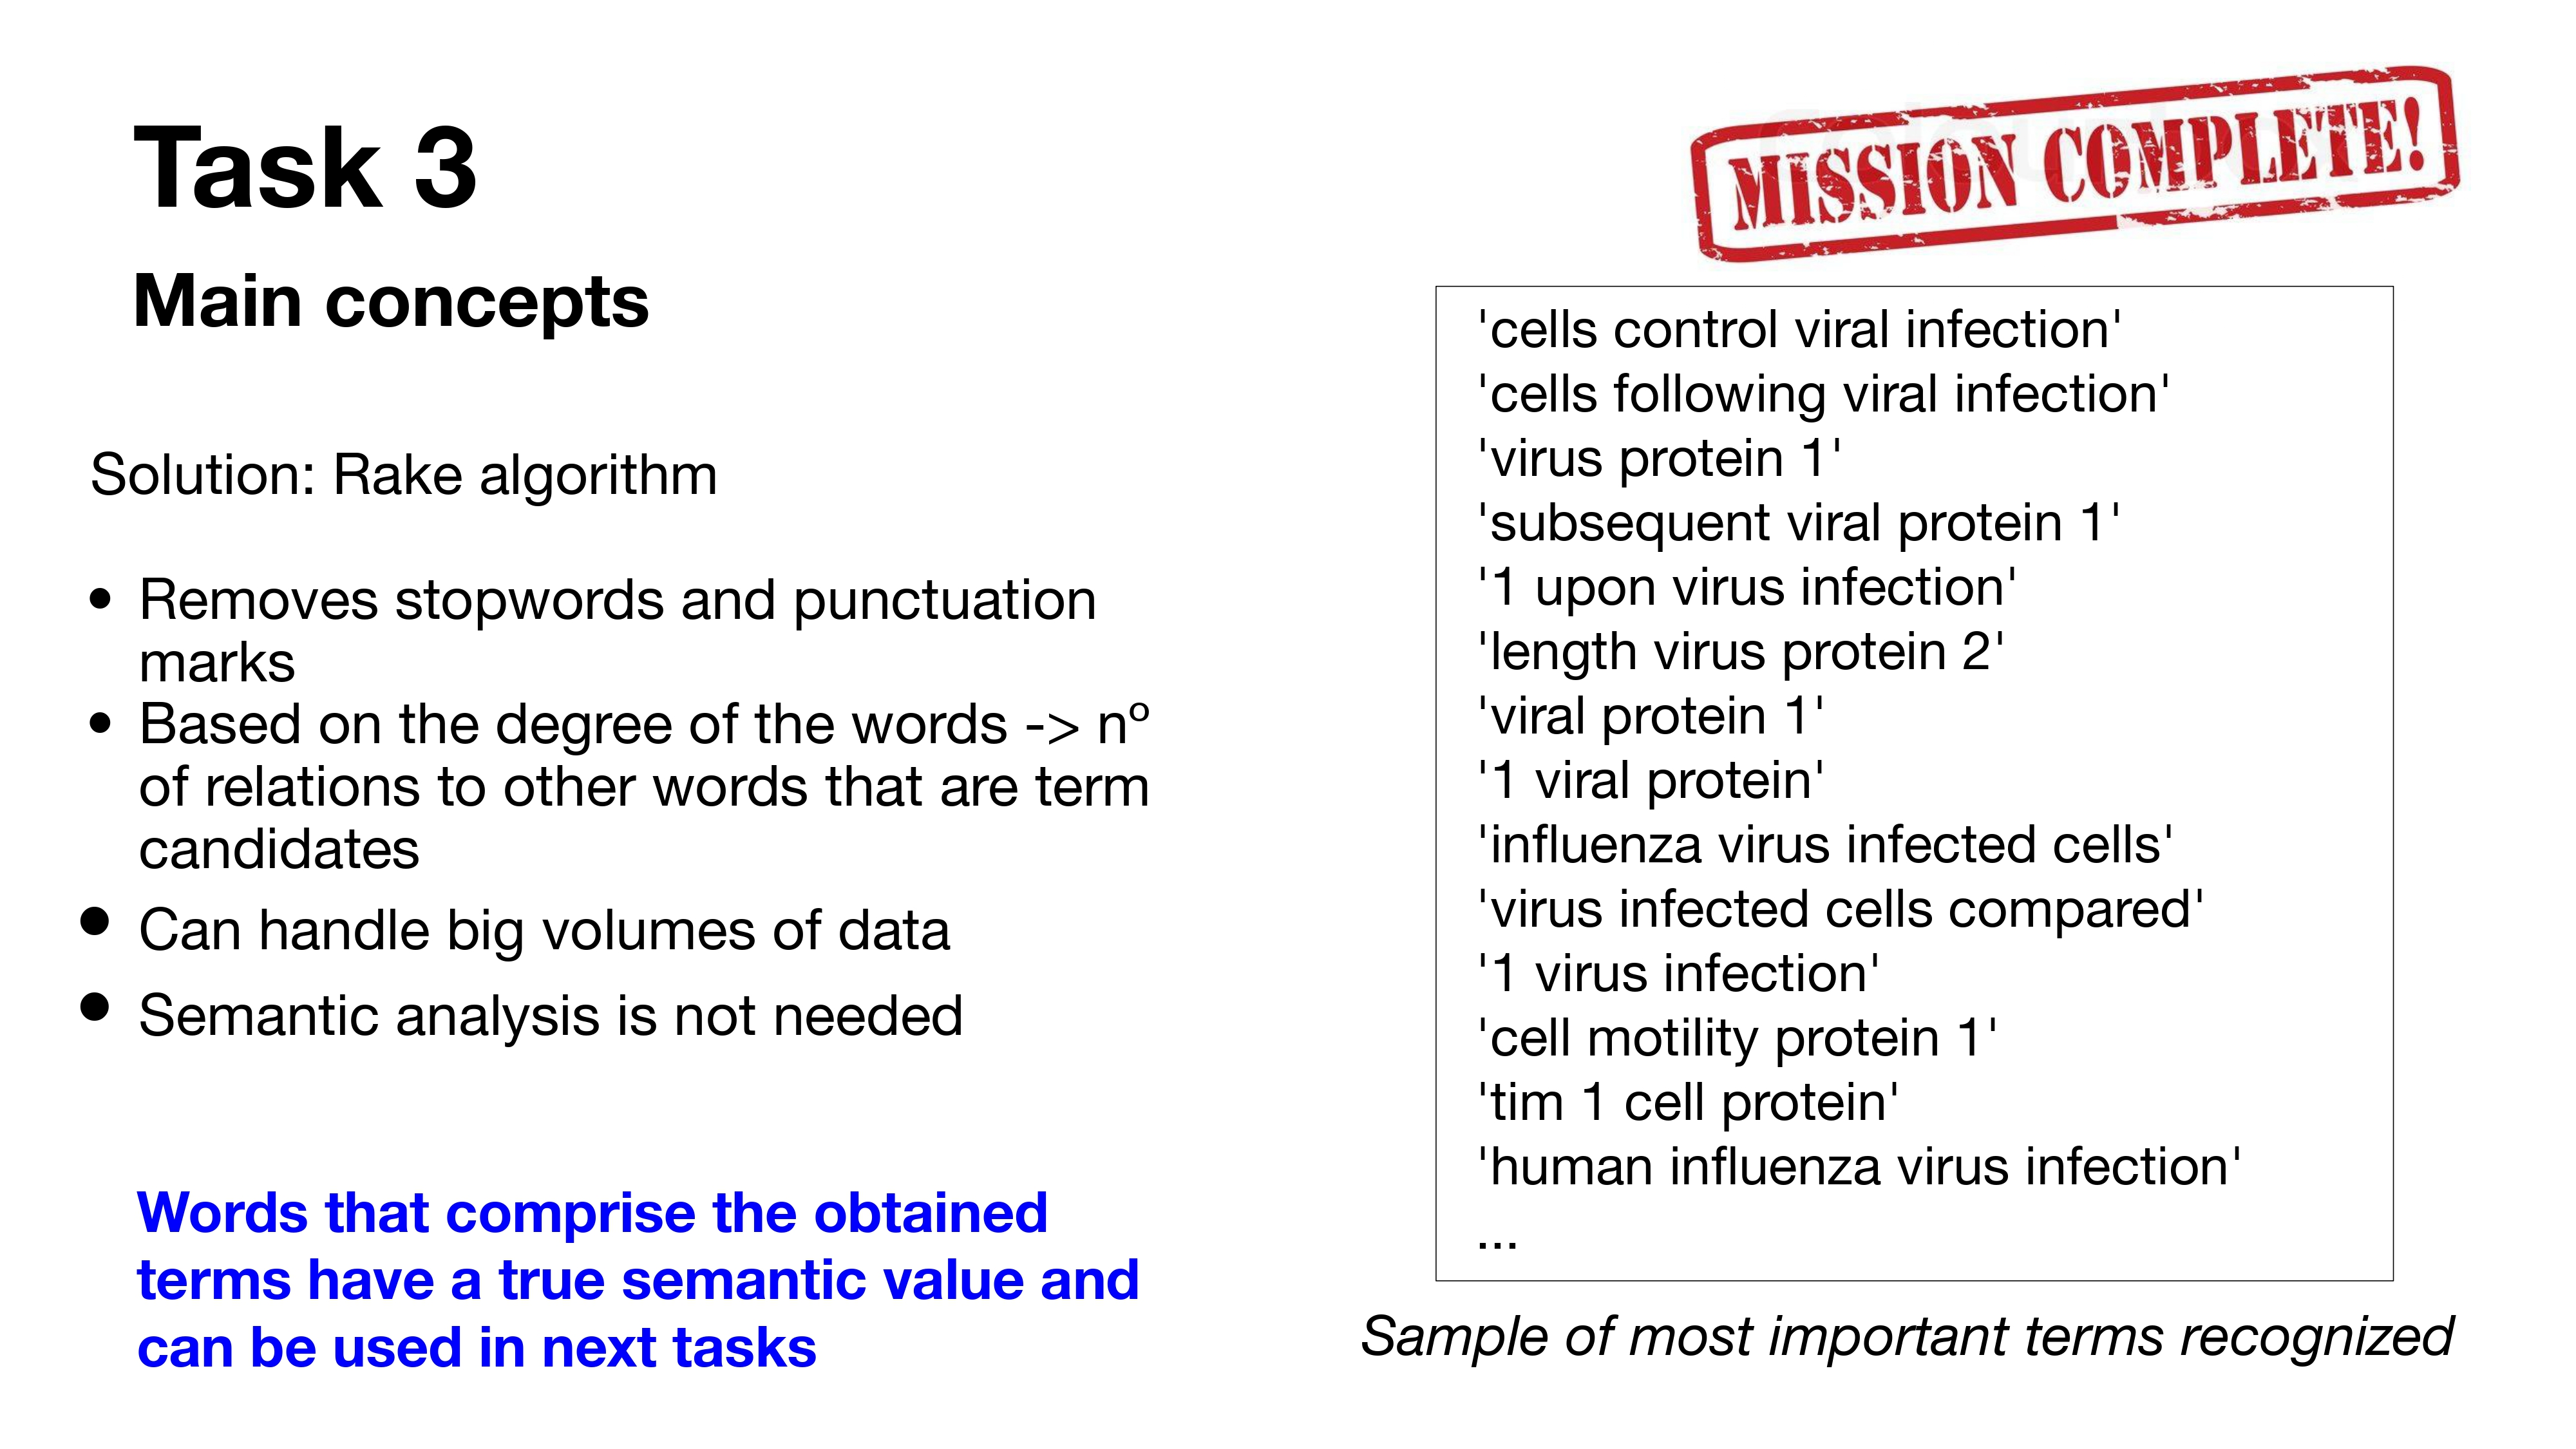 Task 3
MISSION COMPLETE!
Main concepts
Solution: Rake algorithm
• Removes stopwords and punctuation
marks
• Based on the degree of the words -> nº
of relations to other words that are term
candidates
• Can handle big volumes of data
• Semantic analysis is not needed
Words that comprise the obtained
terms have a true semantic value and
can be used in next tasks
'cells control viral infection'
'cells following viral infection'
'virus protein 1'
'subsequent viral protein 1'
'1 upon virus infection'
'length virus protein 2'
'viral protein 1'
'1 viral protein'
'influenza virus infected cells'
'virus infected cells compared'
'1 virus infection'
'cell motility protein 1'
'tim 1 cell protein'
'human influenza virus infection'
...
Sample of most important terms recognized